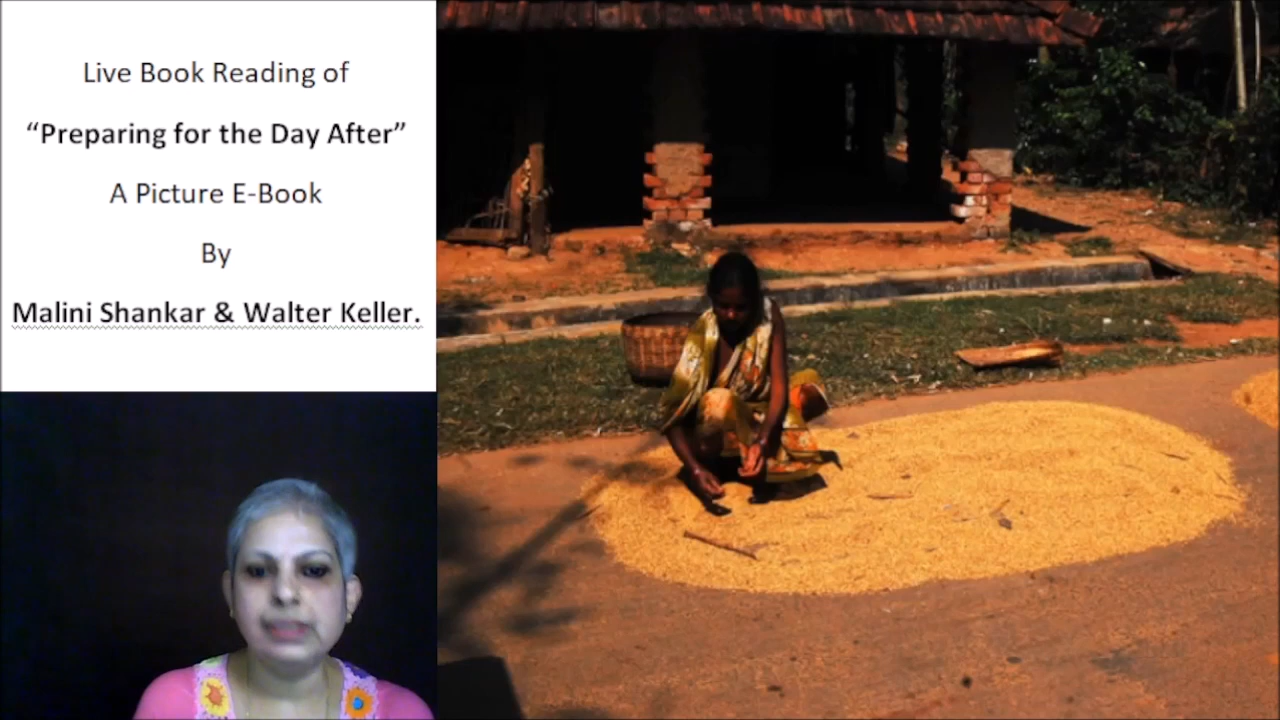 Live Book Reading of
“Preparing for the Day After”
A Picture E-Book
By
Malini Shankar & Walter Keller.